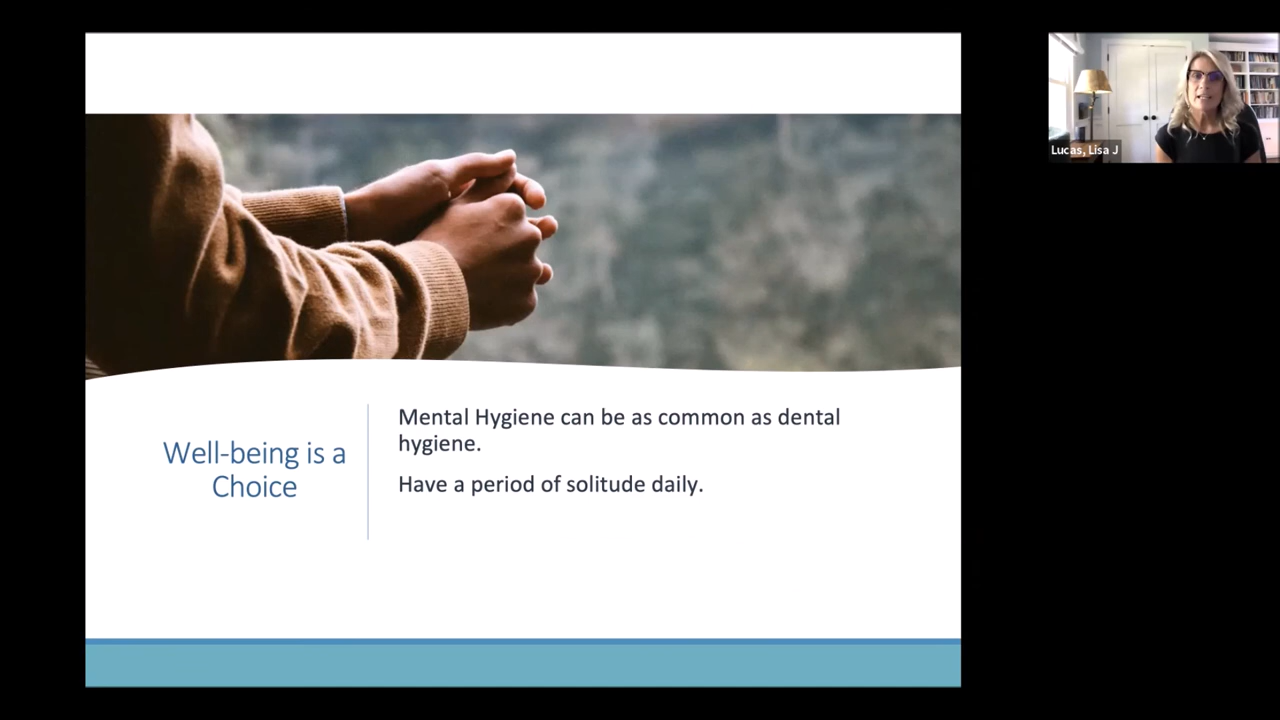 Lucas, Lisa J
Well-being is a
Choice
Mental Hygiene can be as common as dental
hygiene.
Have a period of solitude daily.